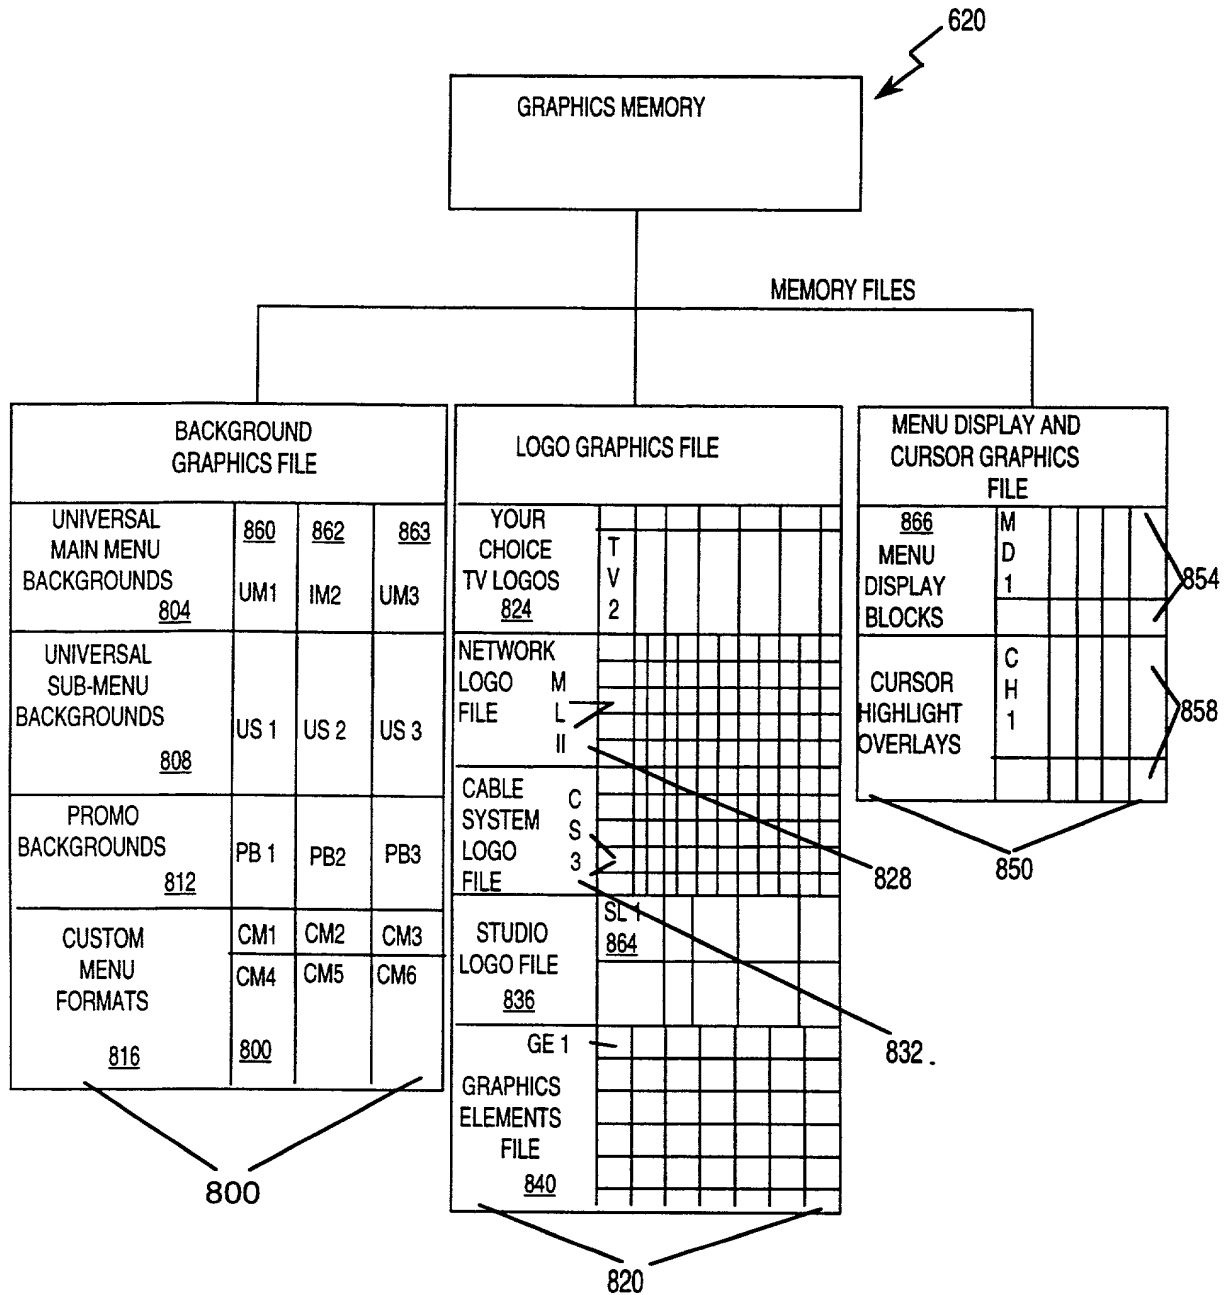 620
GRAPHICS MEMORY
MEMORY FILES
BACKGROUND
GRAPHICS FILE
UNIVERSAL
MAIN MENU
BACKGROUNDS
804
860 862 863
UM1 IM2 UM3
UNIVERSAL
SUB-MENU
BACKGROUNDS
808
US 1 US 2 US 3
PROMO
BACKGROUNDS
812
PB 1 PB2 PB3
CUSTOM
MENU
FORMATS
816
CM1 CM2 CM3
CM4 CM5 CM6
800
800
LOGO GRAPHICS FILE
YOUR
CHOICE
TV LOGOS
824
T
V
2
NETWORK
LOGO M
FILE L
II
828
CABLE C
SYSTEM S
LOGO 3
FILE
832.
STUDIO
LOGO FILE
836
SL 1
864
GE 1
GRAPHICS
ELEMENTS
FILE
840
820
MENU DISPLAY AND
CURSOR GRAPHICS
FILE
866
MENU
DISPLAY
BLOCKS
M
D
1
854
CURSOR
HIGHLIGHT
OVERLAYS
C
H
1
858
850